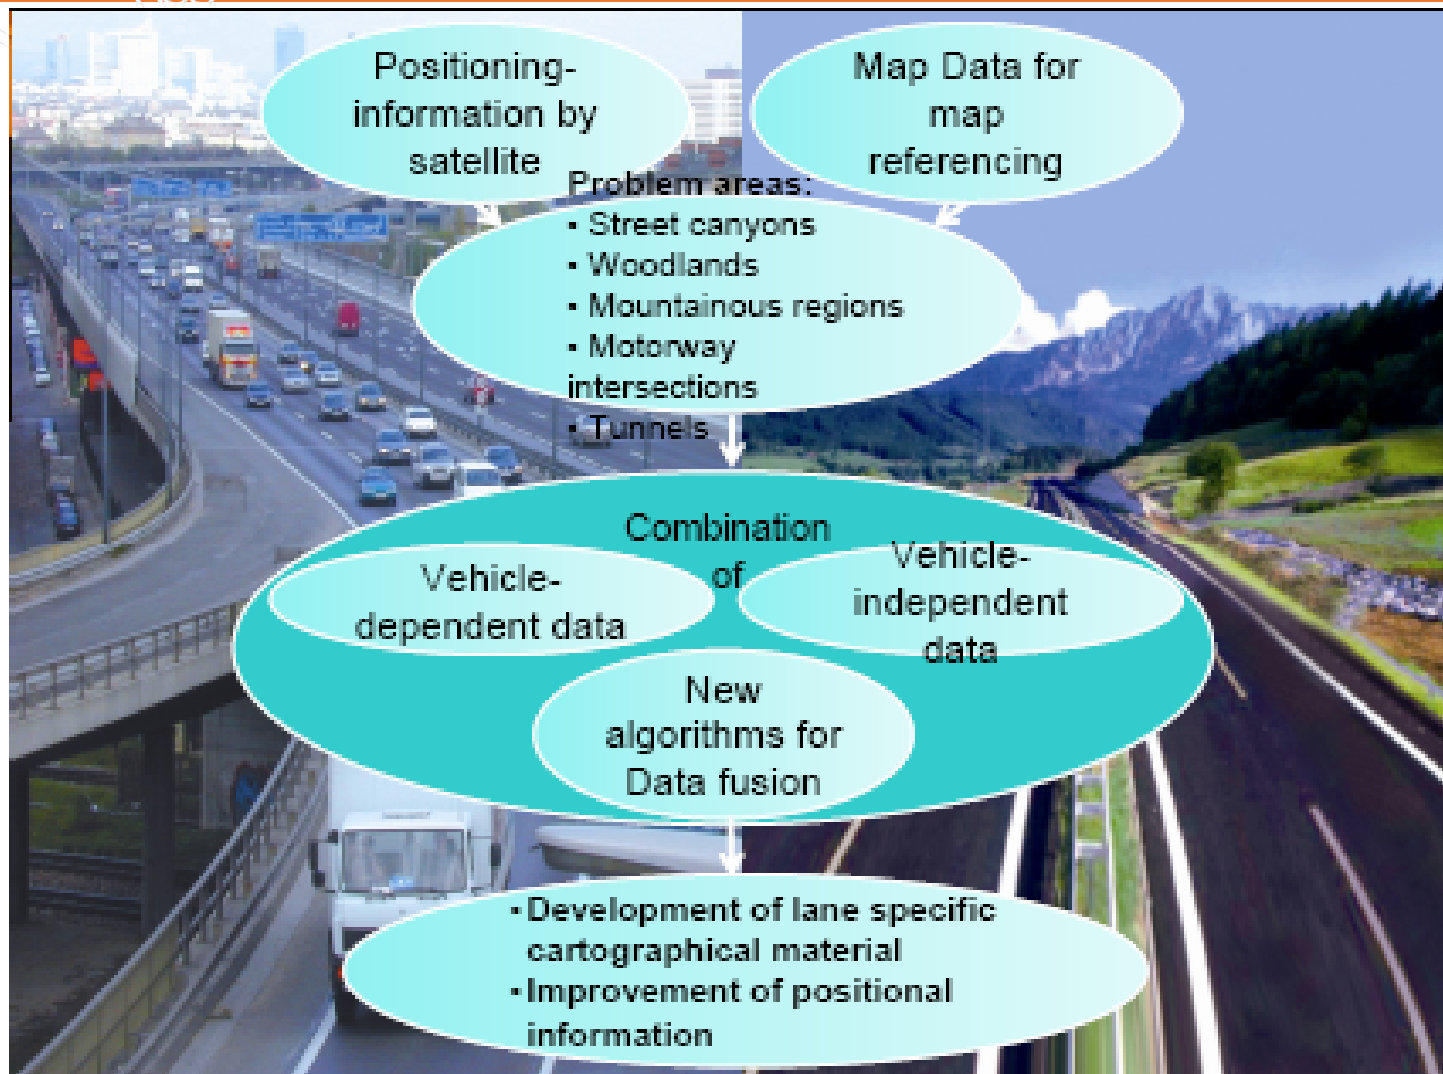 Positioning-
information by
satellite
Map Data for
map
referencing
Problem areas:
▪ Street canyons
▪ Woodlands
▪ Mountainous regions
▪ Motorway
intersections
▪ Tunnels
Combination
of
Vehicle-
dependent data
Vehicle-
independent
data
New
algorithms for
Data fusion
▪ Development of lane specific
cartographical material
▪ Improvement of positional
information